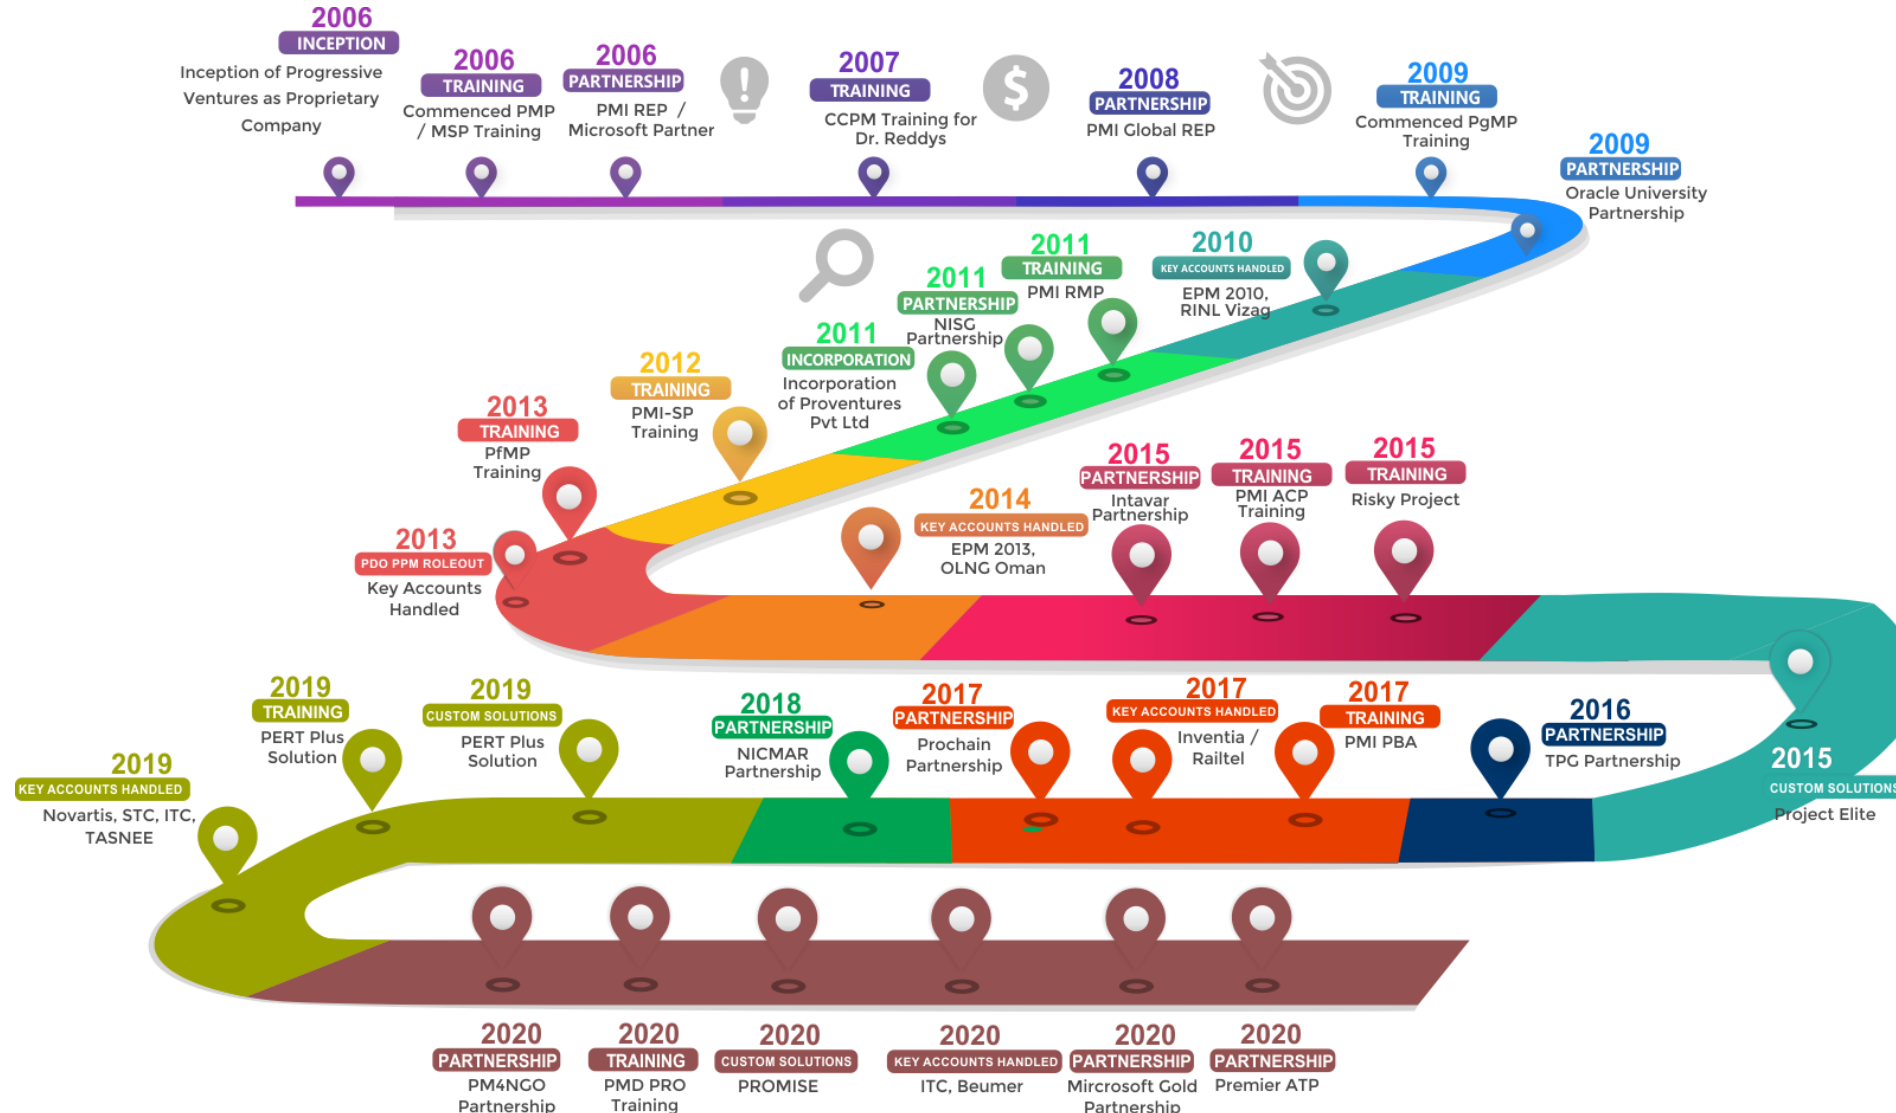 2006
INCEPTION
Inception of Progressive
Ventures as Proprietary
Company
2006
TRAINING
Commenced PMP
/ MSP Training
2006
PARTNERSHIP
PMI REP /
Microsoft Partner
2007
TRAINING
CCPM Training for
Dr. Reddys
$
2008
PARTNERSHIP
PMI Global REP
2009
TRAINING
Commenced PgMP
Training
2009
PARTNERSHIP
Oracle University
Partnership
2010
KEY ACCOUNTS HANDLED
EPM 2010,
RINL Vizag
2011
TRAINING
PMI RMP
2011
PARTNERSHIP
NISG
Partnership
2011
INCORPORATION
Incorporation
of Proventures
Pvt Ltd
2012
TRAINING
PMI-SP
Training
2013
TRAINING
PfMP
Training
2013
PDO PPM ROLEOUT
Key Accounts
Handled
2014
KEY ACCOUNTS HANDLED
EPM 2013,
OLNG Oman
2015
PARTNERSHIP
Intavar
Partnership
2015
TRAINING
PMI ACP
Training
2015
TRAINING
Risky Project
2015
CUSTOM SOLUTIONS
Project Elite
2016
PARTNERSHIP
TPG Partnership
2017
TRAINING
PMI PBA
2017
KEY ACCOUNTS HANDLED
Inventia /
Railtel
2017
PARTNERSHIP
Prochain
Partnership
2018
PARTNERSHIP
NICMAR
Partnership
2019
CUSTOM SOLUTIONS
PERT Plus
Solution
2019
TRAINING
PERT Plus
Solution
2019
KEY ACCOUNTS HANDLED
Novartis, STC, ITC,
TASNEE
2020
PARTNERSHIP
PM4NGO
Partnership
2020
TRAINING
PMD PRO
Training
2020
CUSTOM SOLUTIONS
PROMISE
2020
KEY ACCOUNTS HANDLED
ITC, Beumer
2020
PARTNERSHIP
Mircrosoft Gold
Partnership
2020
PARTNERSHIP
Premier ATP